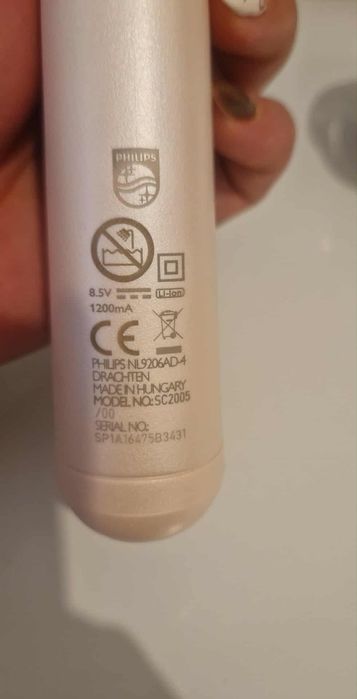 PHILIPS
8.5V
Li-Ion
1200mA
CE
PHILIPS NL9206AD-4
DRACHTEN
MADE IN HUNGARY
MODEL NO.: SC2005
/00
SERIAL NO.:
SP1A16475B3431